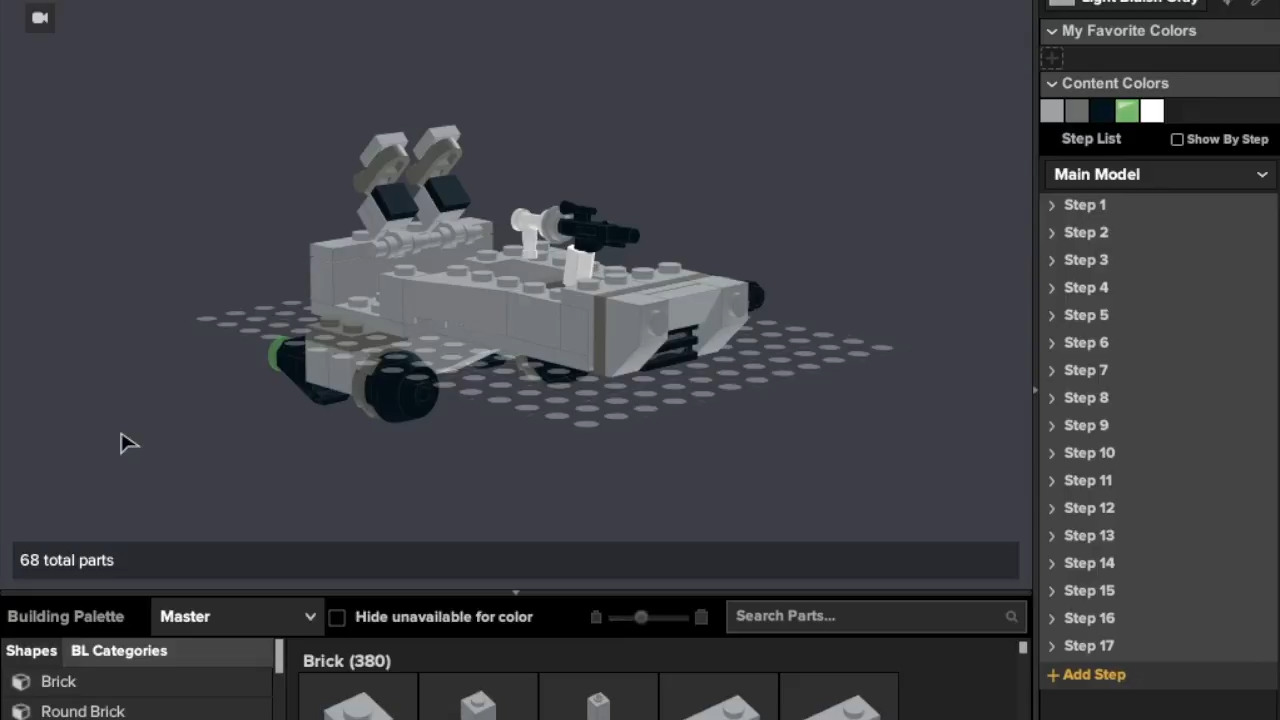 Light Bluish Gray
My Favorite Colors
Content Colors
Step List
Show By Step
Main Model
Step 1
Step 2
Step 3
Step 4
Step 5
Step 6
Step 7
Step 8
Step 9
Step 10
Step 11
Step 12
Step 13
Step 14
Step 15
Step 16
Step 17
+ Add Step
68 total parts
Building Palette
Master
Hide unavailable for color
Search Parts...
Shapes
BL Categories
Brick (380)
Brick
Round Brick